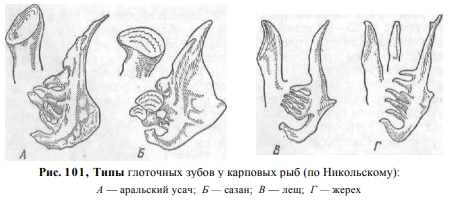 А Б В Г
Рис. 101, Типы глоточных зубов у карповых рыб (по Никольскому):
А — аральский усач; Б — сазан; В — лещ; Г — жерех